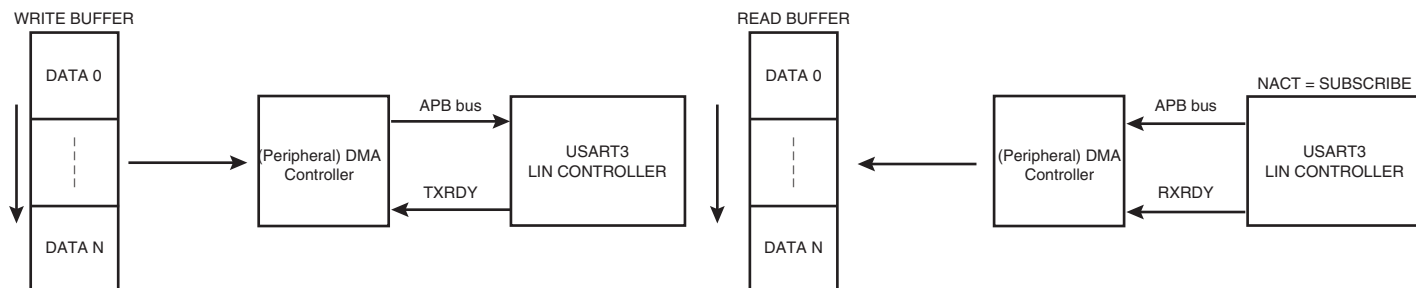 WRITE BUFFER
DATA 0
DATA N
(Peripheral) DMA
Controller
APB bus
TXRDY
USART3
LIN CONTROLLER
READ BUFFER
DATA 0
DATA N
(Peripheral) DMA
Controller
APB bus
RXRDY
NACT = SUBSCRIBE
USART3
LIN CONTROLLER